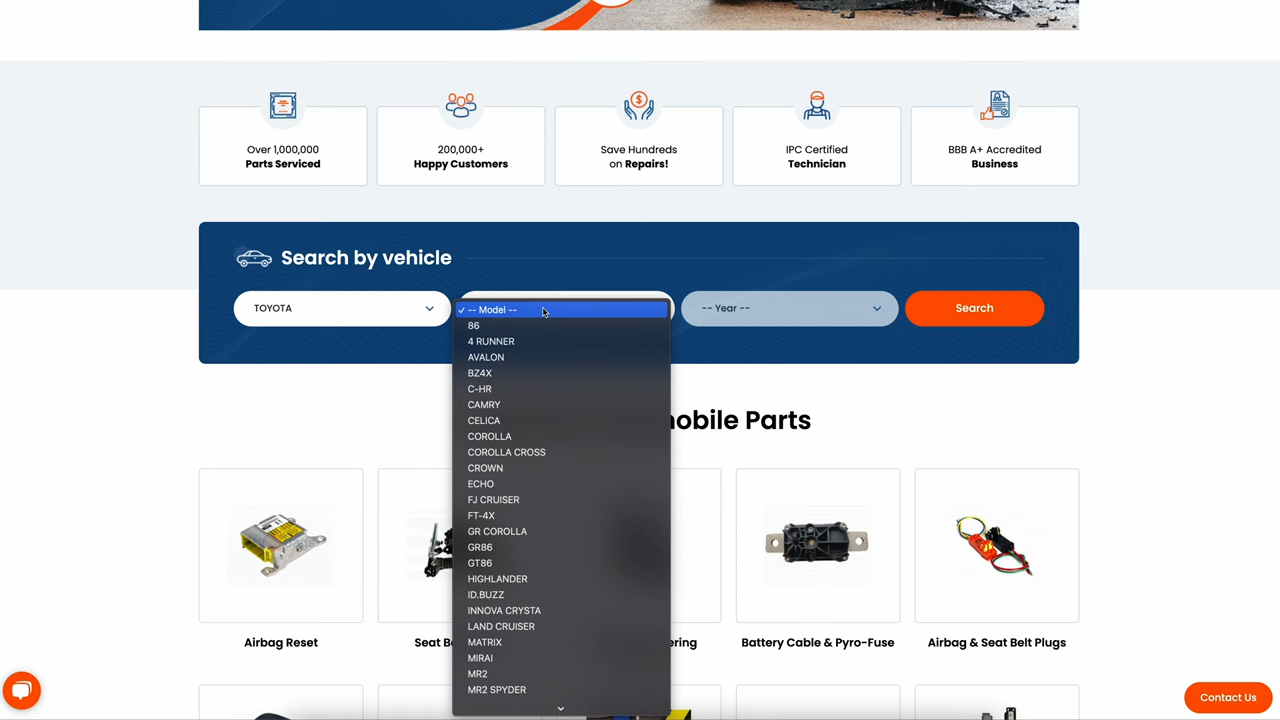 Over 1,000,000
Parts Serviced
200,000+
Happy Customers
Save Hundreds
on Repairs!
IPC Certified
Technician
BBB A+ Accredited
Business
Search by vehicle
TOYOTA
-- Model --
-- Year --
Search
86
4 RUNNER
AVALON
BZ4X
C-HR
CAMRY
CELICA
COROLLA
COROLLA CROSS
CROWN
ECHO
FJ CRUISER
FT-4X
GR COROLLA
GR86
GT86
HIGHLANDER
ID.BUZZ
INNOVA CRYSTA
LAND CRUISER
MATRIX
MIRAI
MR2
MR2 SPYDER
Parts
Airbag Reset
Seat
Battery Cable & Pyro-Fuse
Airbag & Seat Belt Plugs
Contact Us